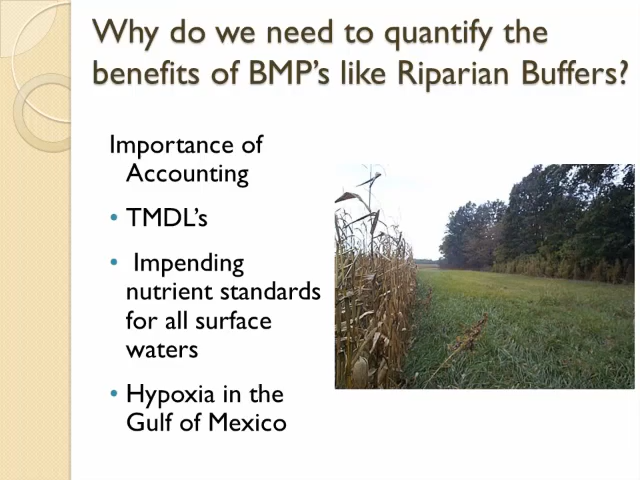 Why do we need to quantify the
benefits of BMP's like Riparian Buffers?
Importance of
Accounting
• TMDL's
• Impending
nutrient standards
for all surface
waters
• Hypoxia in the
Gulf of Mexico